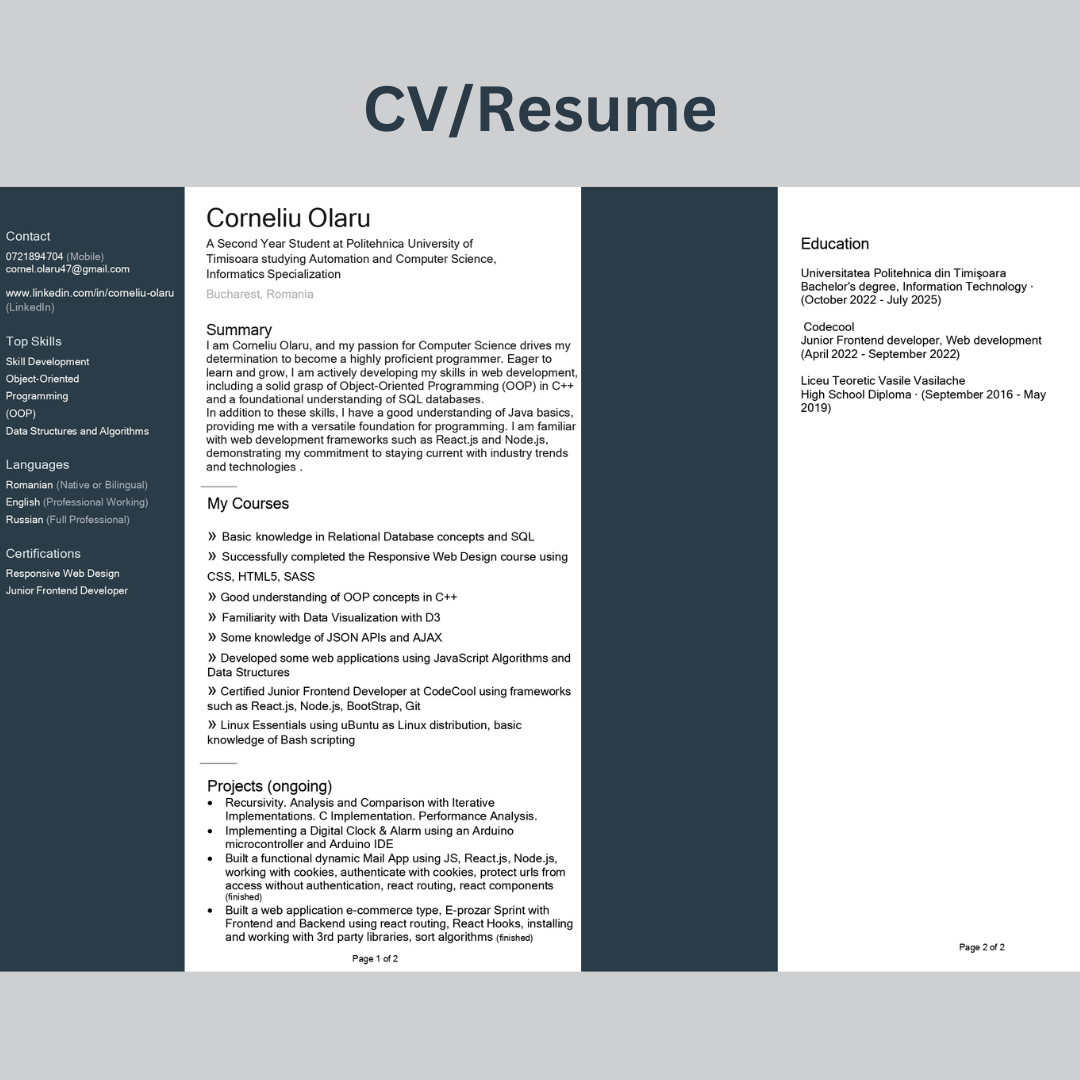 CV/Resume
Contact
0721894704 (Mobile)
cornel.olaru47@gmail.com
www.linkedin.com/in/corneliu-olaru
(LinkedIn)
Top Skills
Skill Development
Object-Oriented
Programming
(OOP)
Data Structures and Algorithms
Languages
Romanian (Native or Bilingual)
English (Professional Working)
Russian (Full Professional)
Certifications
Responsive Web Design
Junior Frontend Developer
Corneliu Olaru
A Second Year Student at Politehnica University of
Timisoara studying Automation and Computer Science,
Informatics Specialization
Bucharest, Romania
Summary
I am Corneliu Olaru, and my passion for Computer Science drives my
determination to become a highly proficient programmer. Eager to
learn and grow, I am actively developing my skills in web development,
including a solid grasp of Object-Oriented Programming (OOP) in C++
and a foundational understanding of SQL databases.
In addition to these skills, I have a good understanding of Java basics,
providing me with a versatile foundation for programming. I am familiar
with web development frameworks such as React.js and Node.js,
demonstrating my commitment to staying current with industry trends
and technologies .
My Courses
» Basic knowledge in Relational Database concepts and SQL
» Successfully completed the Responsive Web Design course using
CSS, HTML5, SASS
» Good understanding of OOP concepts in C++
» Familiarity with Data Visualization with D3
» Some knowledge of JSON APIs and AJAX
» Developed some web applications using JavaScript Algorithms and
Data Structures
» Certified Junior Frontend Developer at CodeCool using frameworks
such as React.js, Node.js, BootStrap, Git
» Linux Essentials using uBuntu as Linux distribution, basic
knowledge of Bash scripting
Projects (ongoing)
• Recursivity. Analysis and Comparison with Iterative
Implementations. C Implementation. Performance Analysis.
• Implementing a Digital Clock & Alarm using an Arduino
microcontroller and Arduino IDE
• Built a functional dynamic Mail App using JS, React.js, Node.js,
working with cookies, authenticate with cookies, protect urls from
access without authentication, react routing, react components
(finished)
• Built a web application e-commerce type, E-prozar Sprint with
Frontend and Backend using react routing, React Hooks, installing
and working with 3rd party libraries, sort algorithms (finished)
Page 1 of 2
Education
Universitatea Politehnica din Timişoara
Bachelor's degree, Information Technology ·
(October 2022 - July 2025)
Codecool
Junior Frontend developer, Web development
(April 2022 - September 2022)
Liceu Teoretic Vasile Vasilache
High School Diploma · (September 2016 - May
2019)
Page 2 of 2